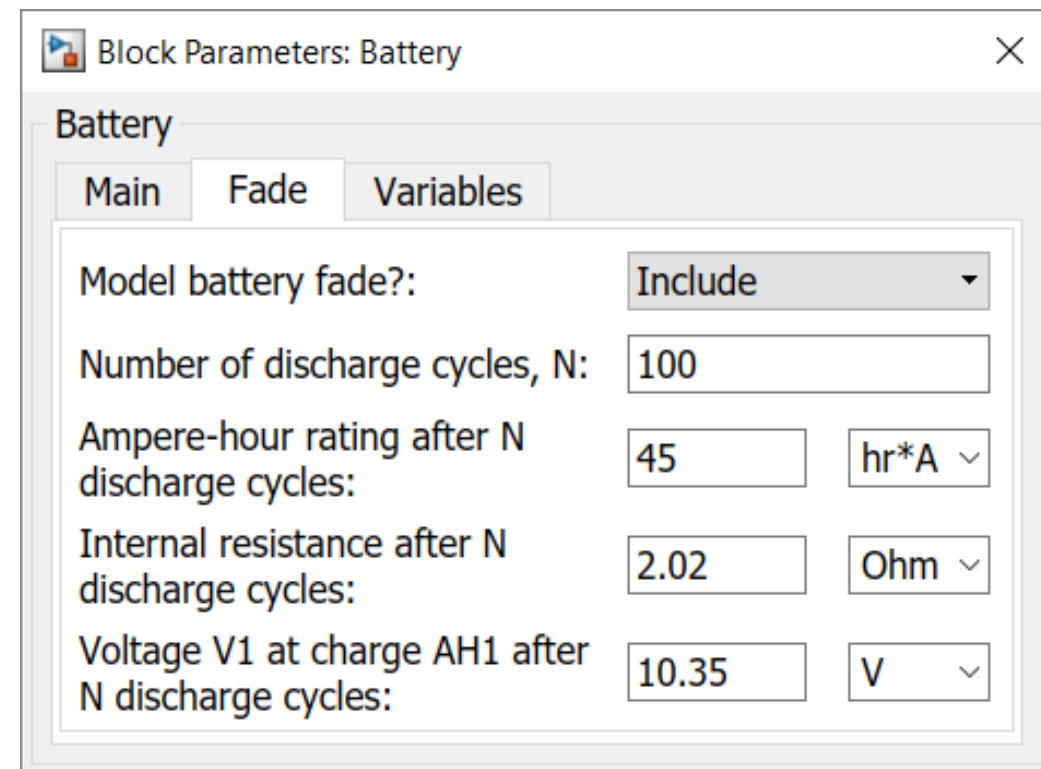 Block Parameters: Battery
Battery
Main Fade Variables
Model battery fade?: Include
Number of discharge cycles, N: 100
Ampere-hour rating after N
discharge cycles: 45 hr*A
Internal resistance after N
discharge cycles: 2.02 Ohm
Voltage V1 at charge AH1 after
N discharge cycles: 10.35 V